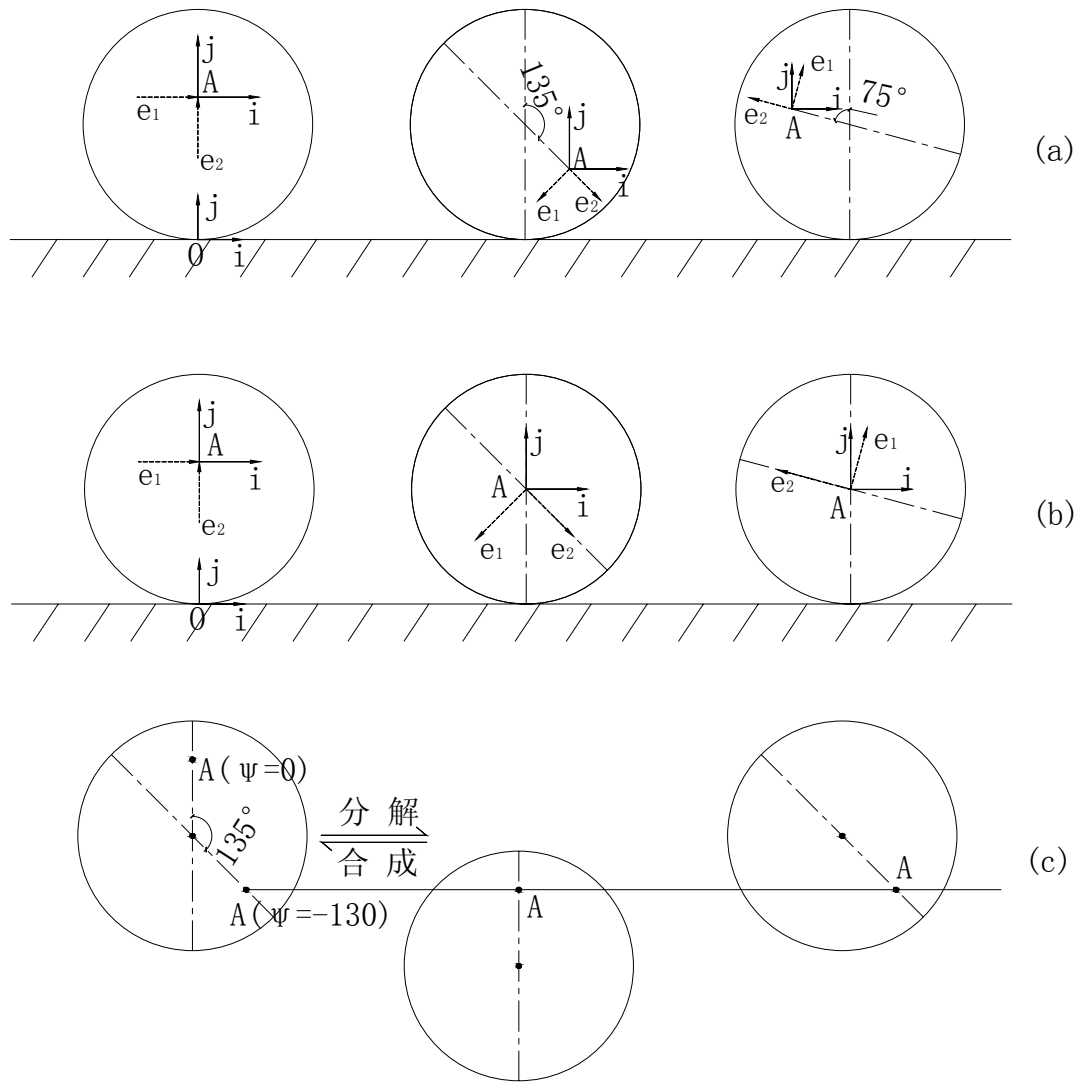 j
A
e₁
i
e₂
j
O
i
135°
j
A
i
e₁
e₂
j
e₁
i
75°
e₂
A
(a)
j
A
e₁
i
e₂
j
O
i
j
A
i
e₁
e₂
j
e₁
i
e₂
A
(b)
A(ψ=0)
135°
A(ψ=-130)
分解
合成
A
A
(c)